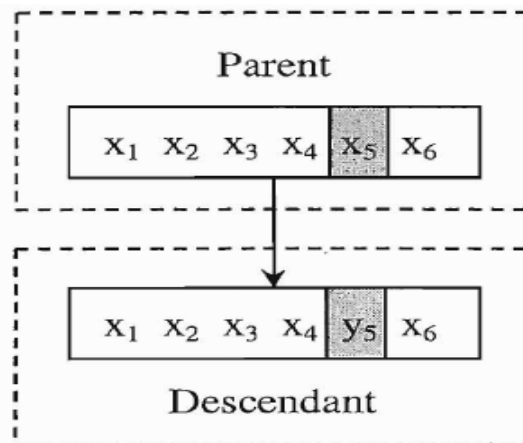 Parent
x₁ x₂ x₃ x₄ x₅ x₆
x₁ x₂ x₃ x₄ y₅ x₆
Descendant